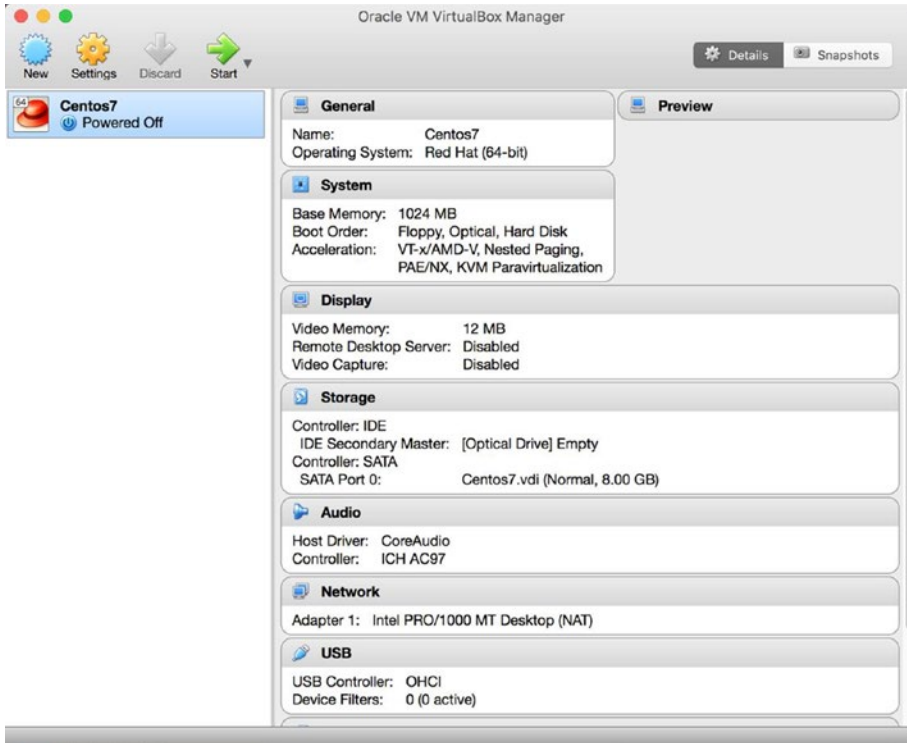 Oracle VM VirtualBox Manager
New Settings Discard Start
Details Snapshots
64
Centos7
Powered Off
General
Name: Centos7
Operating System: Red Hat (64-bit)
Preview
System
Base Memory: 1024 MB
Boot Order: Floppy, Optical, Hard Disk
Acceleration: VT-x/AMD-V, Nested Paging,
PAE/NX, KVM Paravirtualization
Display
Video Memory: 12 MB
Remote Desktop Server: Disabled
Video Capture: Disabled
Storage
Controller: IDE
IDE Secondary Master: [Optical Drive] Empty
Controller: SATA
SATA Port 0: Centos7.vdi (Normal, 8.00 GB)
Audio
Host Driver: CoreAudio
Controller: ICH AC97
Network
Adapter 1: Intel PRO/1000 MT Desktop (NAT)
USB
USB Controller: OHCI
Device Filters: 0 (0 active)